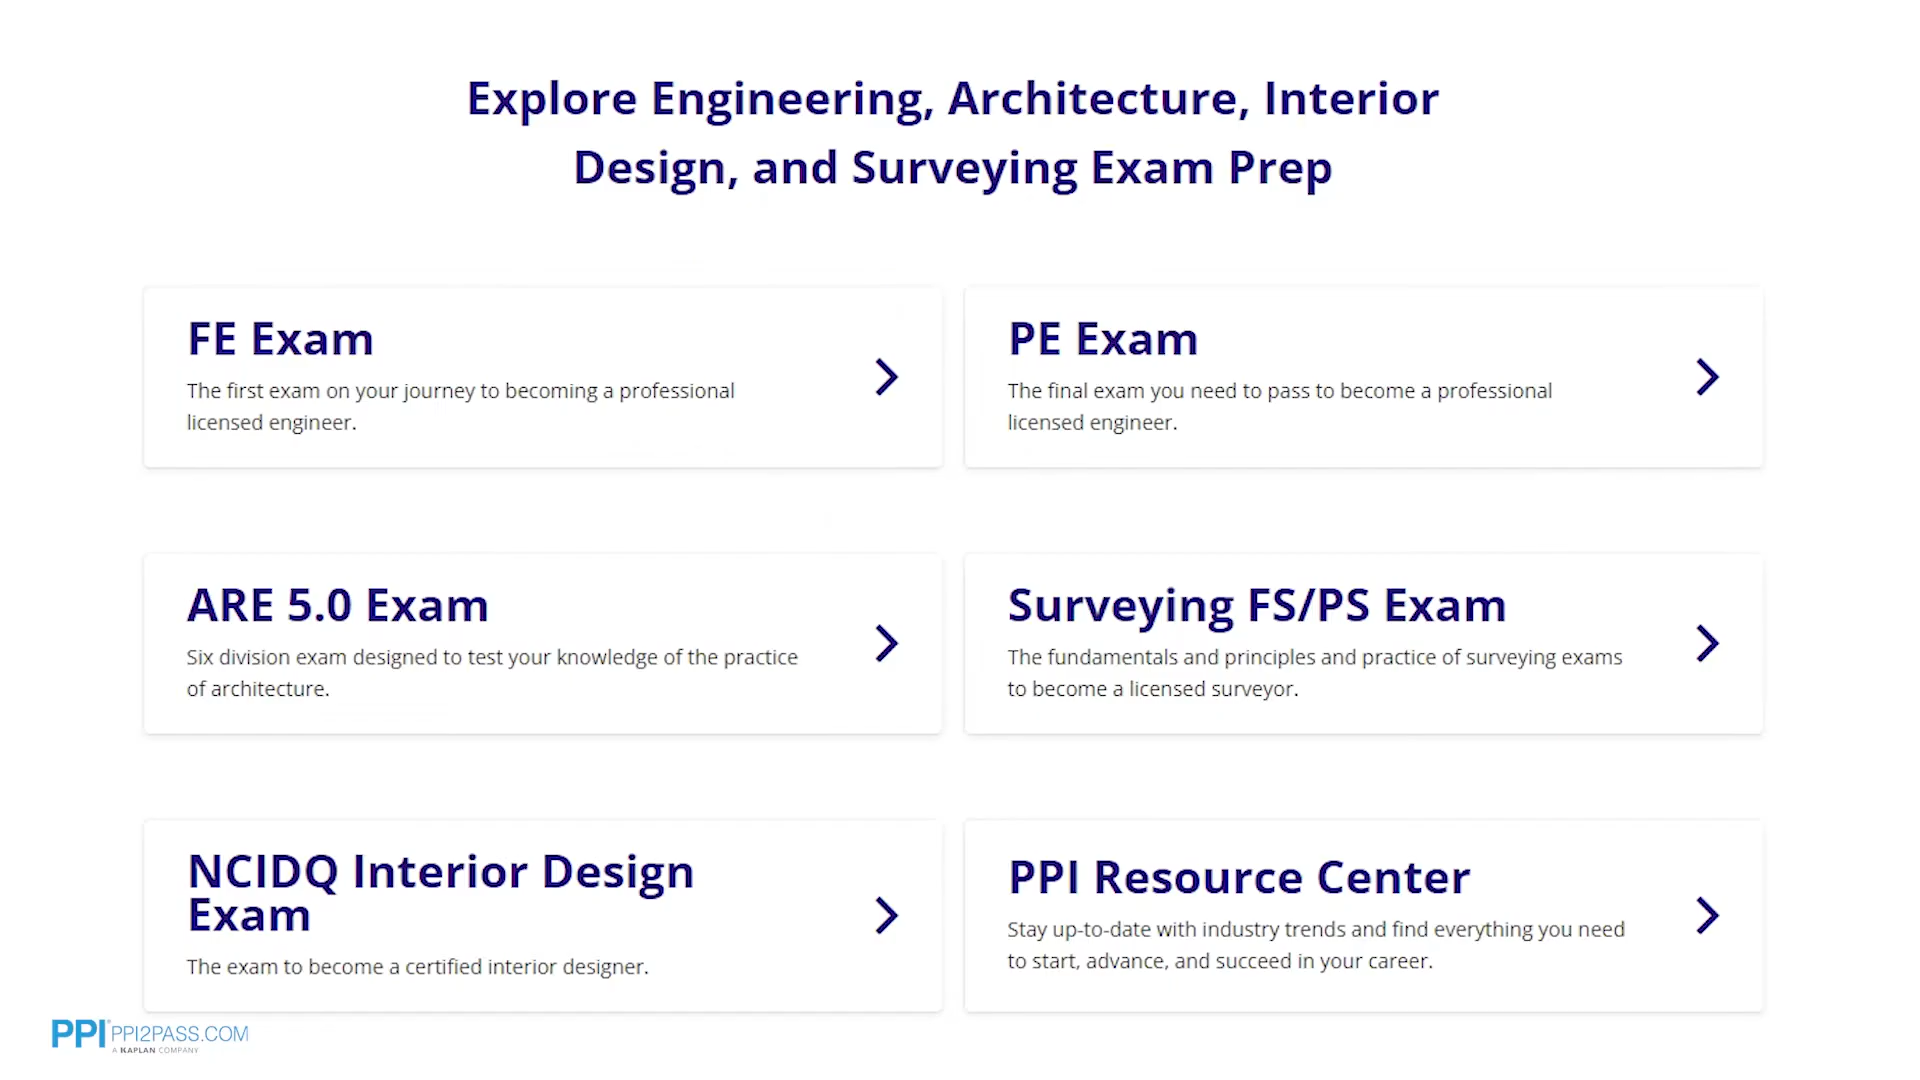 Explore Engineering, Architecture, Interior
Design, and Surveying Exam Prep
FE Exam
The first exam on your journey to becoming a professional
licensed engineer.
PE Exam
The final exam you need to pass to become a professional
licensed engineer.
ARE 5.0 Exam
Six division exam designed to test your knowledge of the practice
of architecture.
Surveying FS/PS Exam
The fundamentals and principles and practice of surveying exams
to become a licensed surveyor.
NCIDQ Interior Design
Exam
The exam to become a certified interior designer.
PPI Resource Center
Stay up-to-date with industry trends and find everything you need
to start, advance, and succeed in your career.
PPI PPI2PASS.COM
A KAPLAN COMPANY